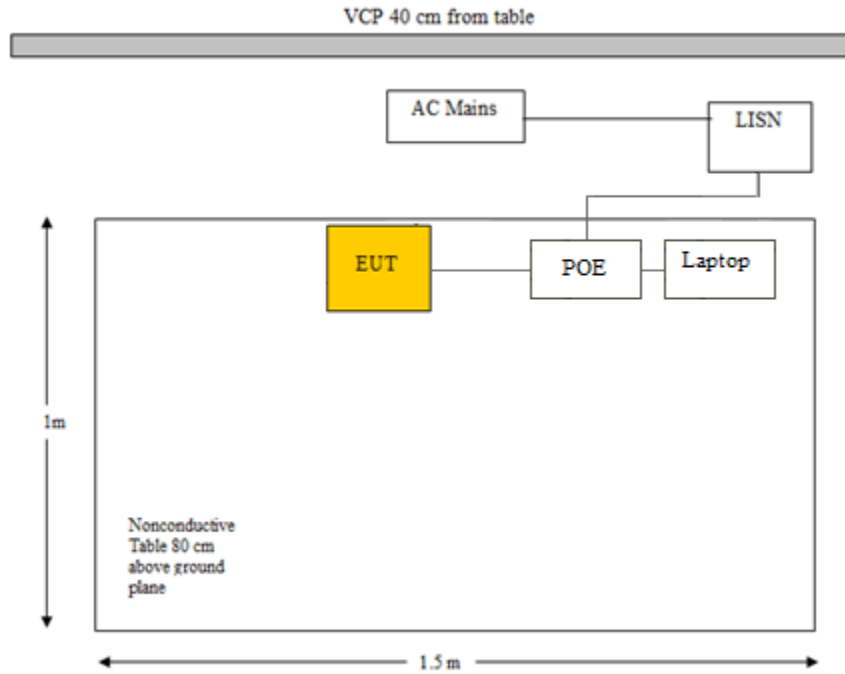 VCP 40 cm from table
AC Mains
LISN
EUT
POE
Laptop
1m
Nonconductive
Table 80 cm
above ground
plane
1.5 m